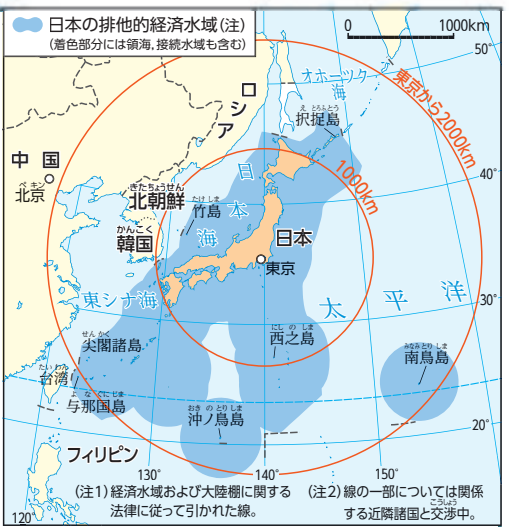 日本の排他的経済水域(注)
(着色部分には領海,接続水域も含む)
0 1000km
50°
オホーツク海
東京から2000km
ロシア
えとろふとう
択捉島
中国
ペキン
北京
きたちょうせん
北朝鮮
日本海
たけしま
竹島
1000km
40°
かんこく
韓国
日本
東京
東シナ海
太平洋
30°
せんかく
尖閣諸島
にしのしま
西之島
みなみとりしま
南鳥島
たいわん
台湾
よなぐにじま
与那国島
おきのとりしま
沖ノ鳥島
20°
フィリピン
130°
140°
150°
120°
(注1)経済水域および大陸棚に関する
法律に従って引かれた線。
(注2)線の一部については関係
こうしょう
する近隣諸国と交渉中。